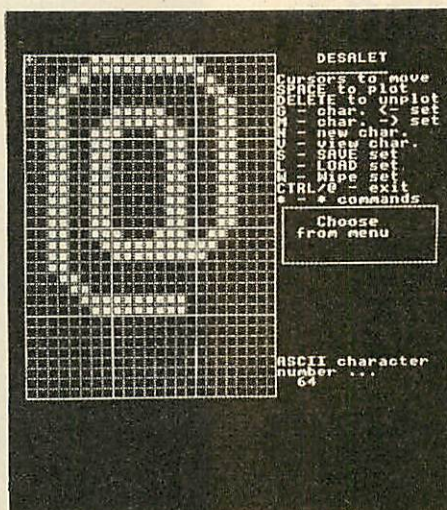 DESALET
Cursors to move
SPACE to plot
DELETE to unplot
G - char. <- set
M - char. -> set
N - new char.
V - view char.
S - SAVE set
L - LOAD set
W - Wipe set
CTRL/@ - exit
* - * commands
Choose
from menu
ASCII character
number ...
64